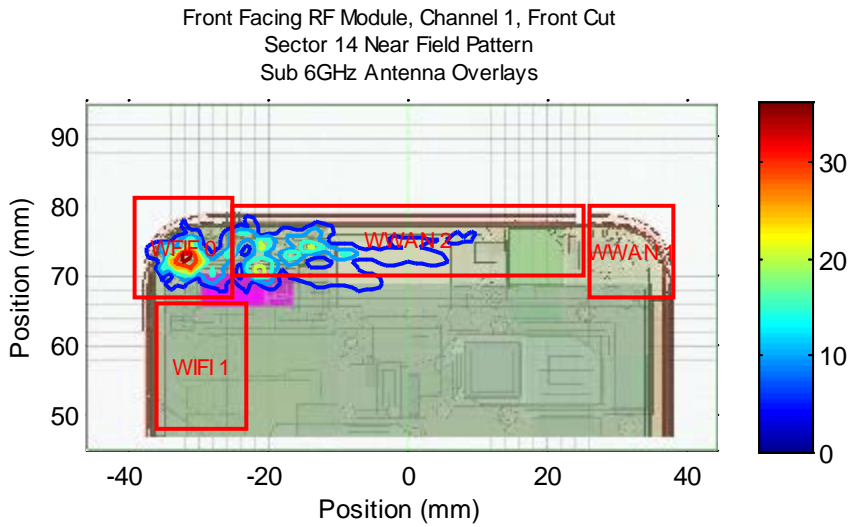 Front Facing RF Module, Channel 1, Front Cut
Sector 14 Near Field Pattern
Sub 6GHz Antenna Overlays
Position (mm)
90
80
70
60
50
WIFI 0
WWAN 2
WWAN 1
WIFI 1
-40
-20
0
20
40
Position (mm)
30
20
10
0